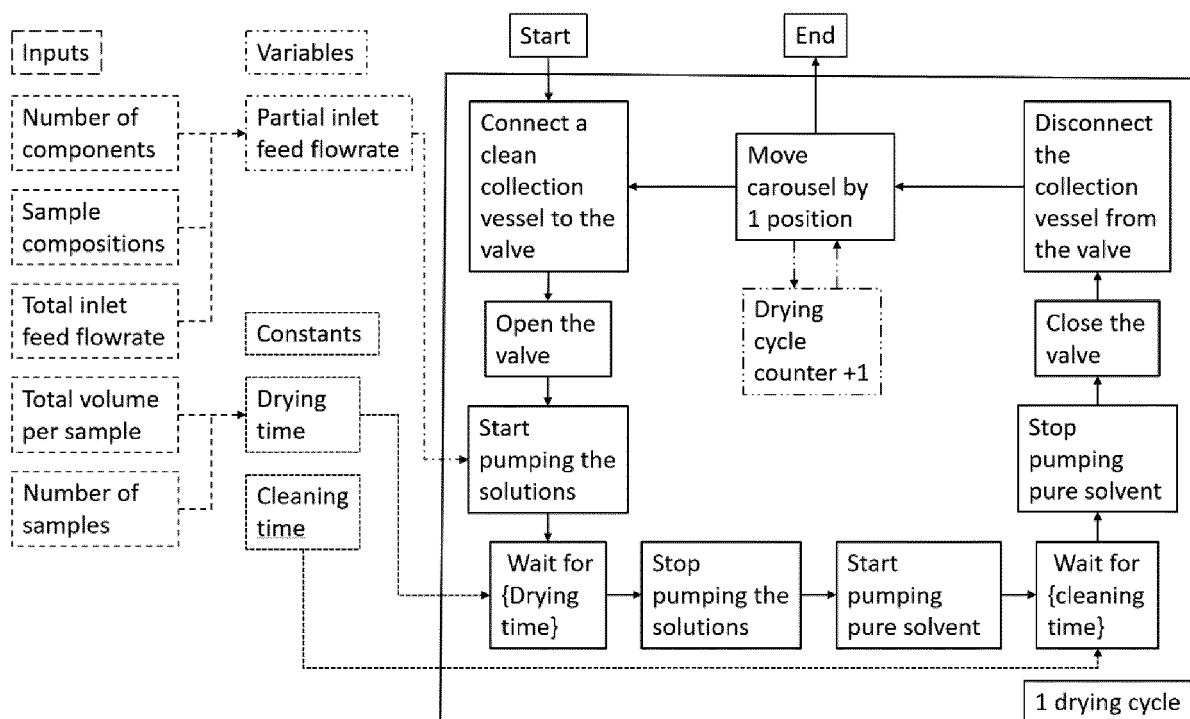 Inputs
Number of
components
Sample
compositions
Total inlet
feed flowrate
Total volume
per sample
Number of
samples
Variables
Partial inlet
feed flowrate
Constants
Drying
time
Cleaning
time
Start
End
Connect a
clean
collection
vessel to the
valve
Open the
valve
Start
pumping the
solutions
Wait for
{Drying
time}
Stop
pumping the
solutions
Start
pumping
pure solvent
Wait for
{cleaning
time}
Stop
pumping
pure solvent
Close the
valve
Disconnect
the
collection
vessel from
the valve
Move
carousel by
1 position
Drying
cycle
counter +1
1 drying cycle